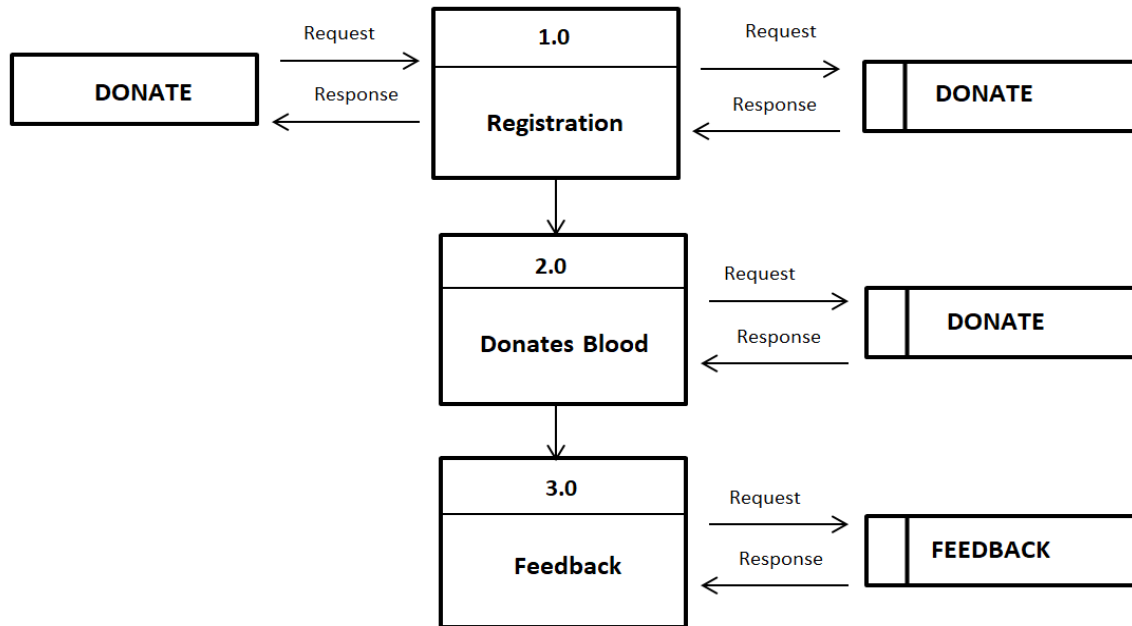 Request
1.0
Request
DONATE
Response
Registration
Response
DONATE
2.0
Request
Donates Blood
Response
DONATE
3.0
Request
Feedback
Response
FEEDBACK